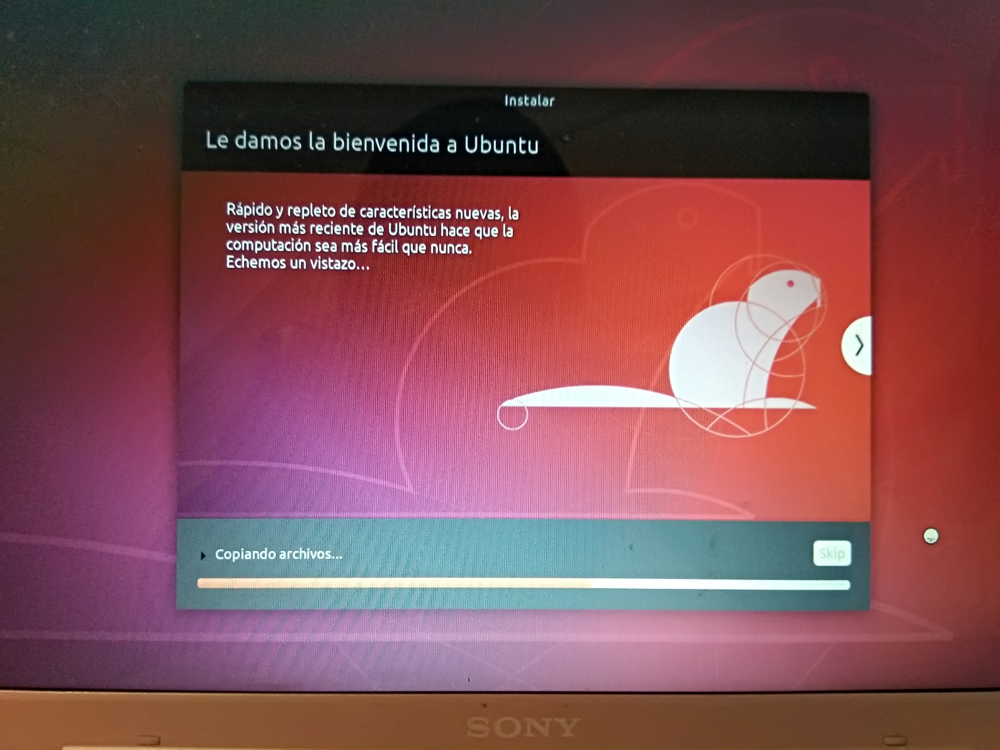 Instalar
Le damos la bienvenida a Ubuntu
Rápido y repleto de características nuevas, la
versión más reciente de Ubuntu hace que la
computación sea más fácil que nunca.
Echemos un vistazo...
Copiando archivos...
Skip
SONY